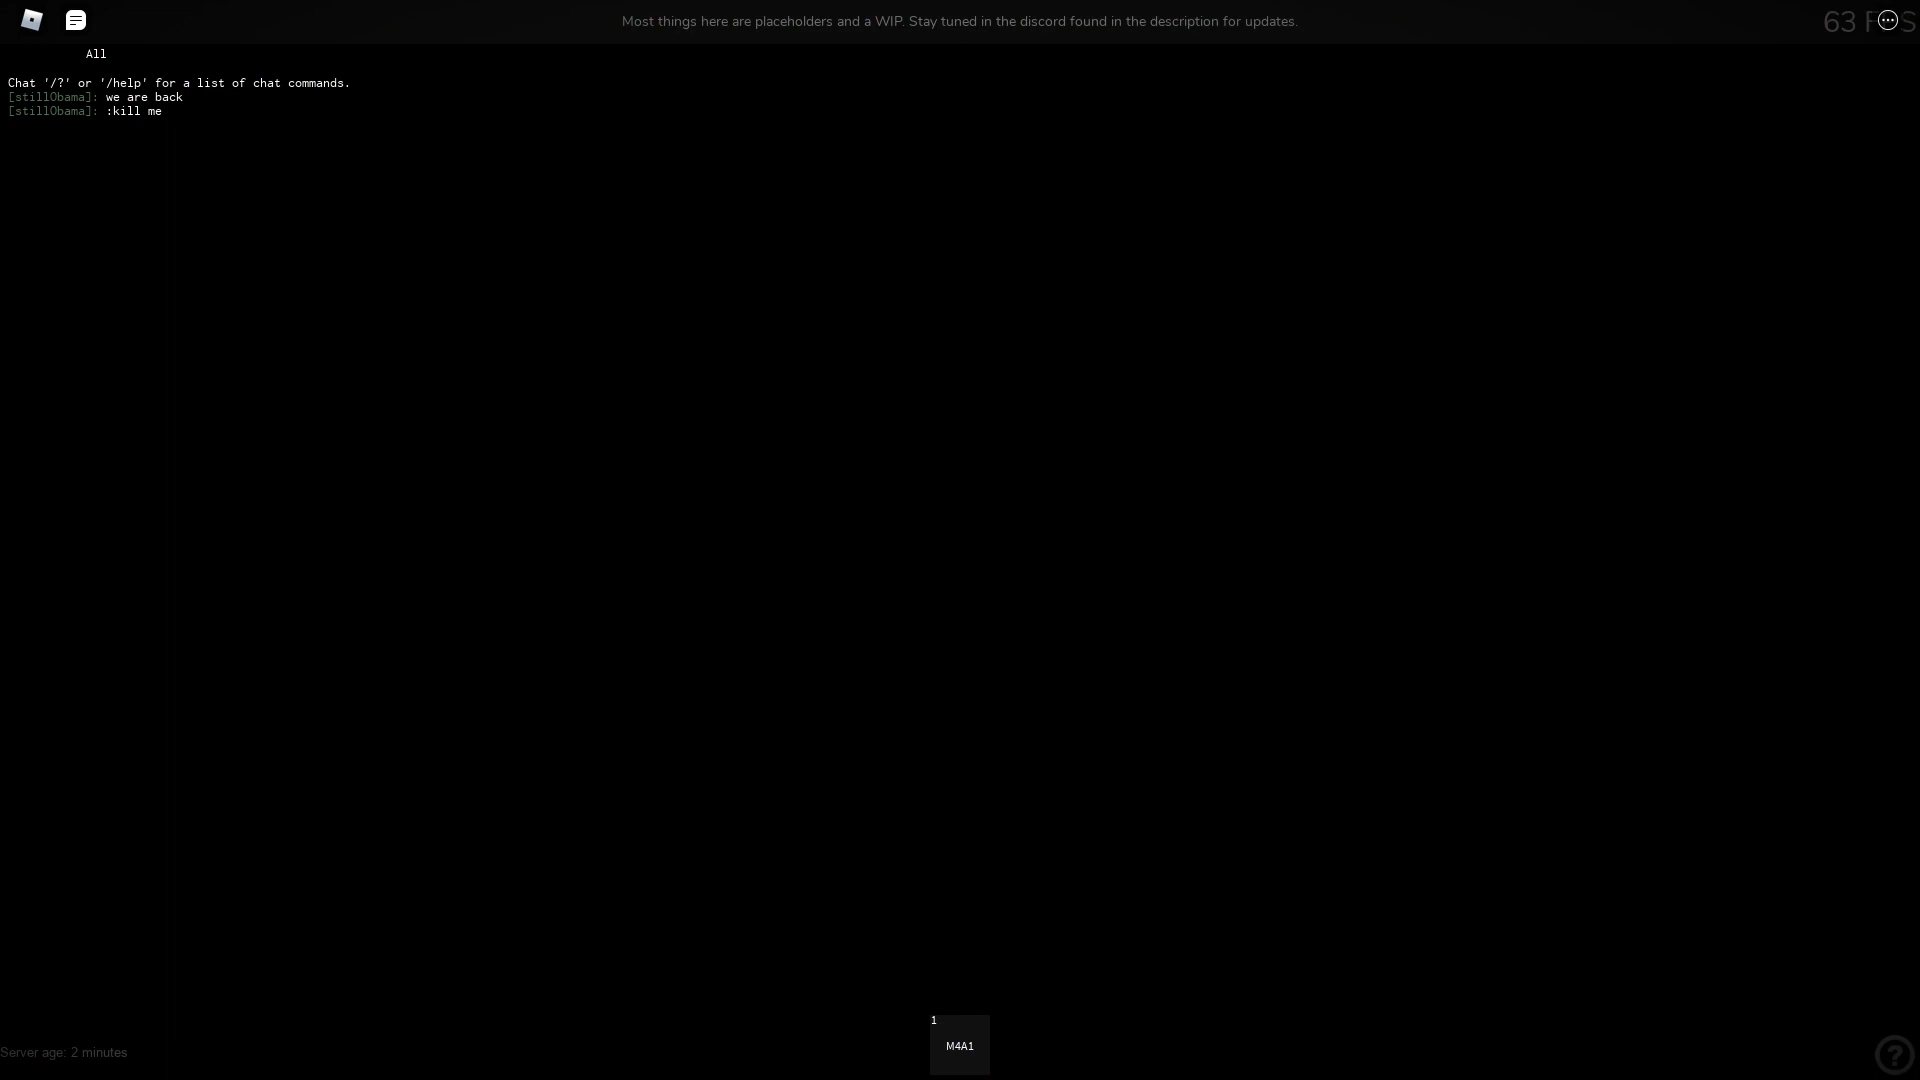 Most things here are placeholders and a WIP. Stay tuned in the discord found in the description for updates.
63 FPS
All
Chat '/?' or '/help' for a list of chat commands.
[stillObama]: we are back
[stillObama]: :kill me
1
M4A1
Server age: 2 minutes
?